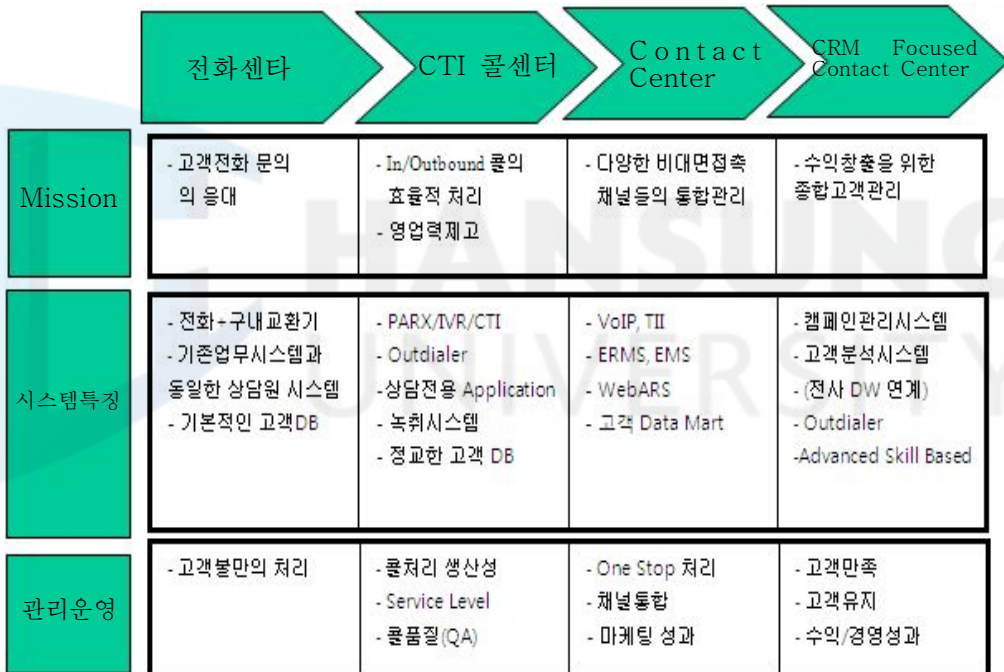 전화센타
CTI 콜센터
Contact
Center
CRM Focused
Contact Center
Mission
- 고객전화 문의
의 응대
- In/Outbound 콜의
효율적 처리
- 영업력제고
- 다양한 비대면접촉
채널들의 통합관리
- 수익창출을 위한
종합고객관리
시스템특징
- 전화+구내교환기
- 기존업무시스템과
동일한 상담원 시스템
- 기본적인 고객DB
- PARX/IVR/CTI
- Outdialer
-상담전용 Application
- 녹취시스템
- 정교한 고객 DB
- VoIP, TII
- ERMS, EMS
- WebARS
- 고객 Data Mart
- 캠페인관리시스템
- 고객분석시스템
- (전사 DW 연계)
- Outdialer
-Advanced Skill Based
관리운영
- 고객불만의 처리
- 콜처리 생산성
- Service Level
- 콜품질(QA)
- One Stop 처리
- 채널통합
- 마케팅 성과
- 고객만족
- 고객유지
- 수익/경영성과
HANSUNG
UNIVERSITY